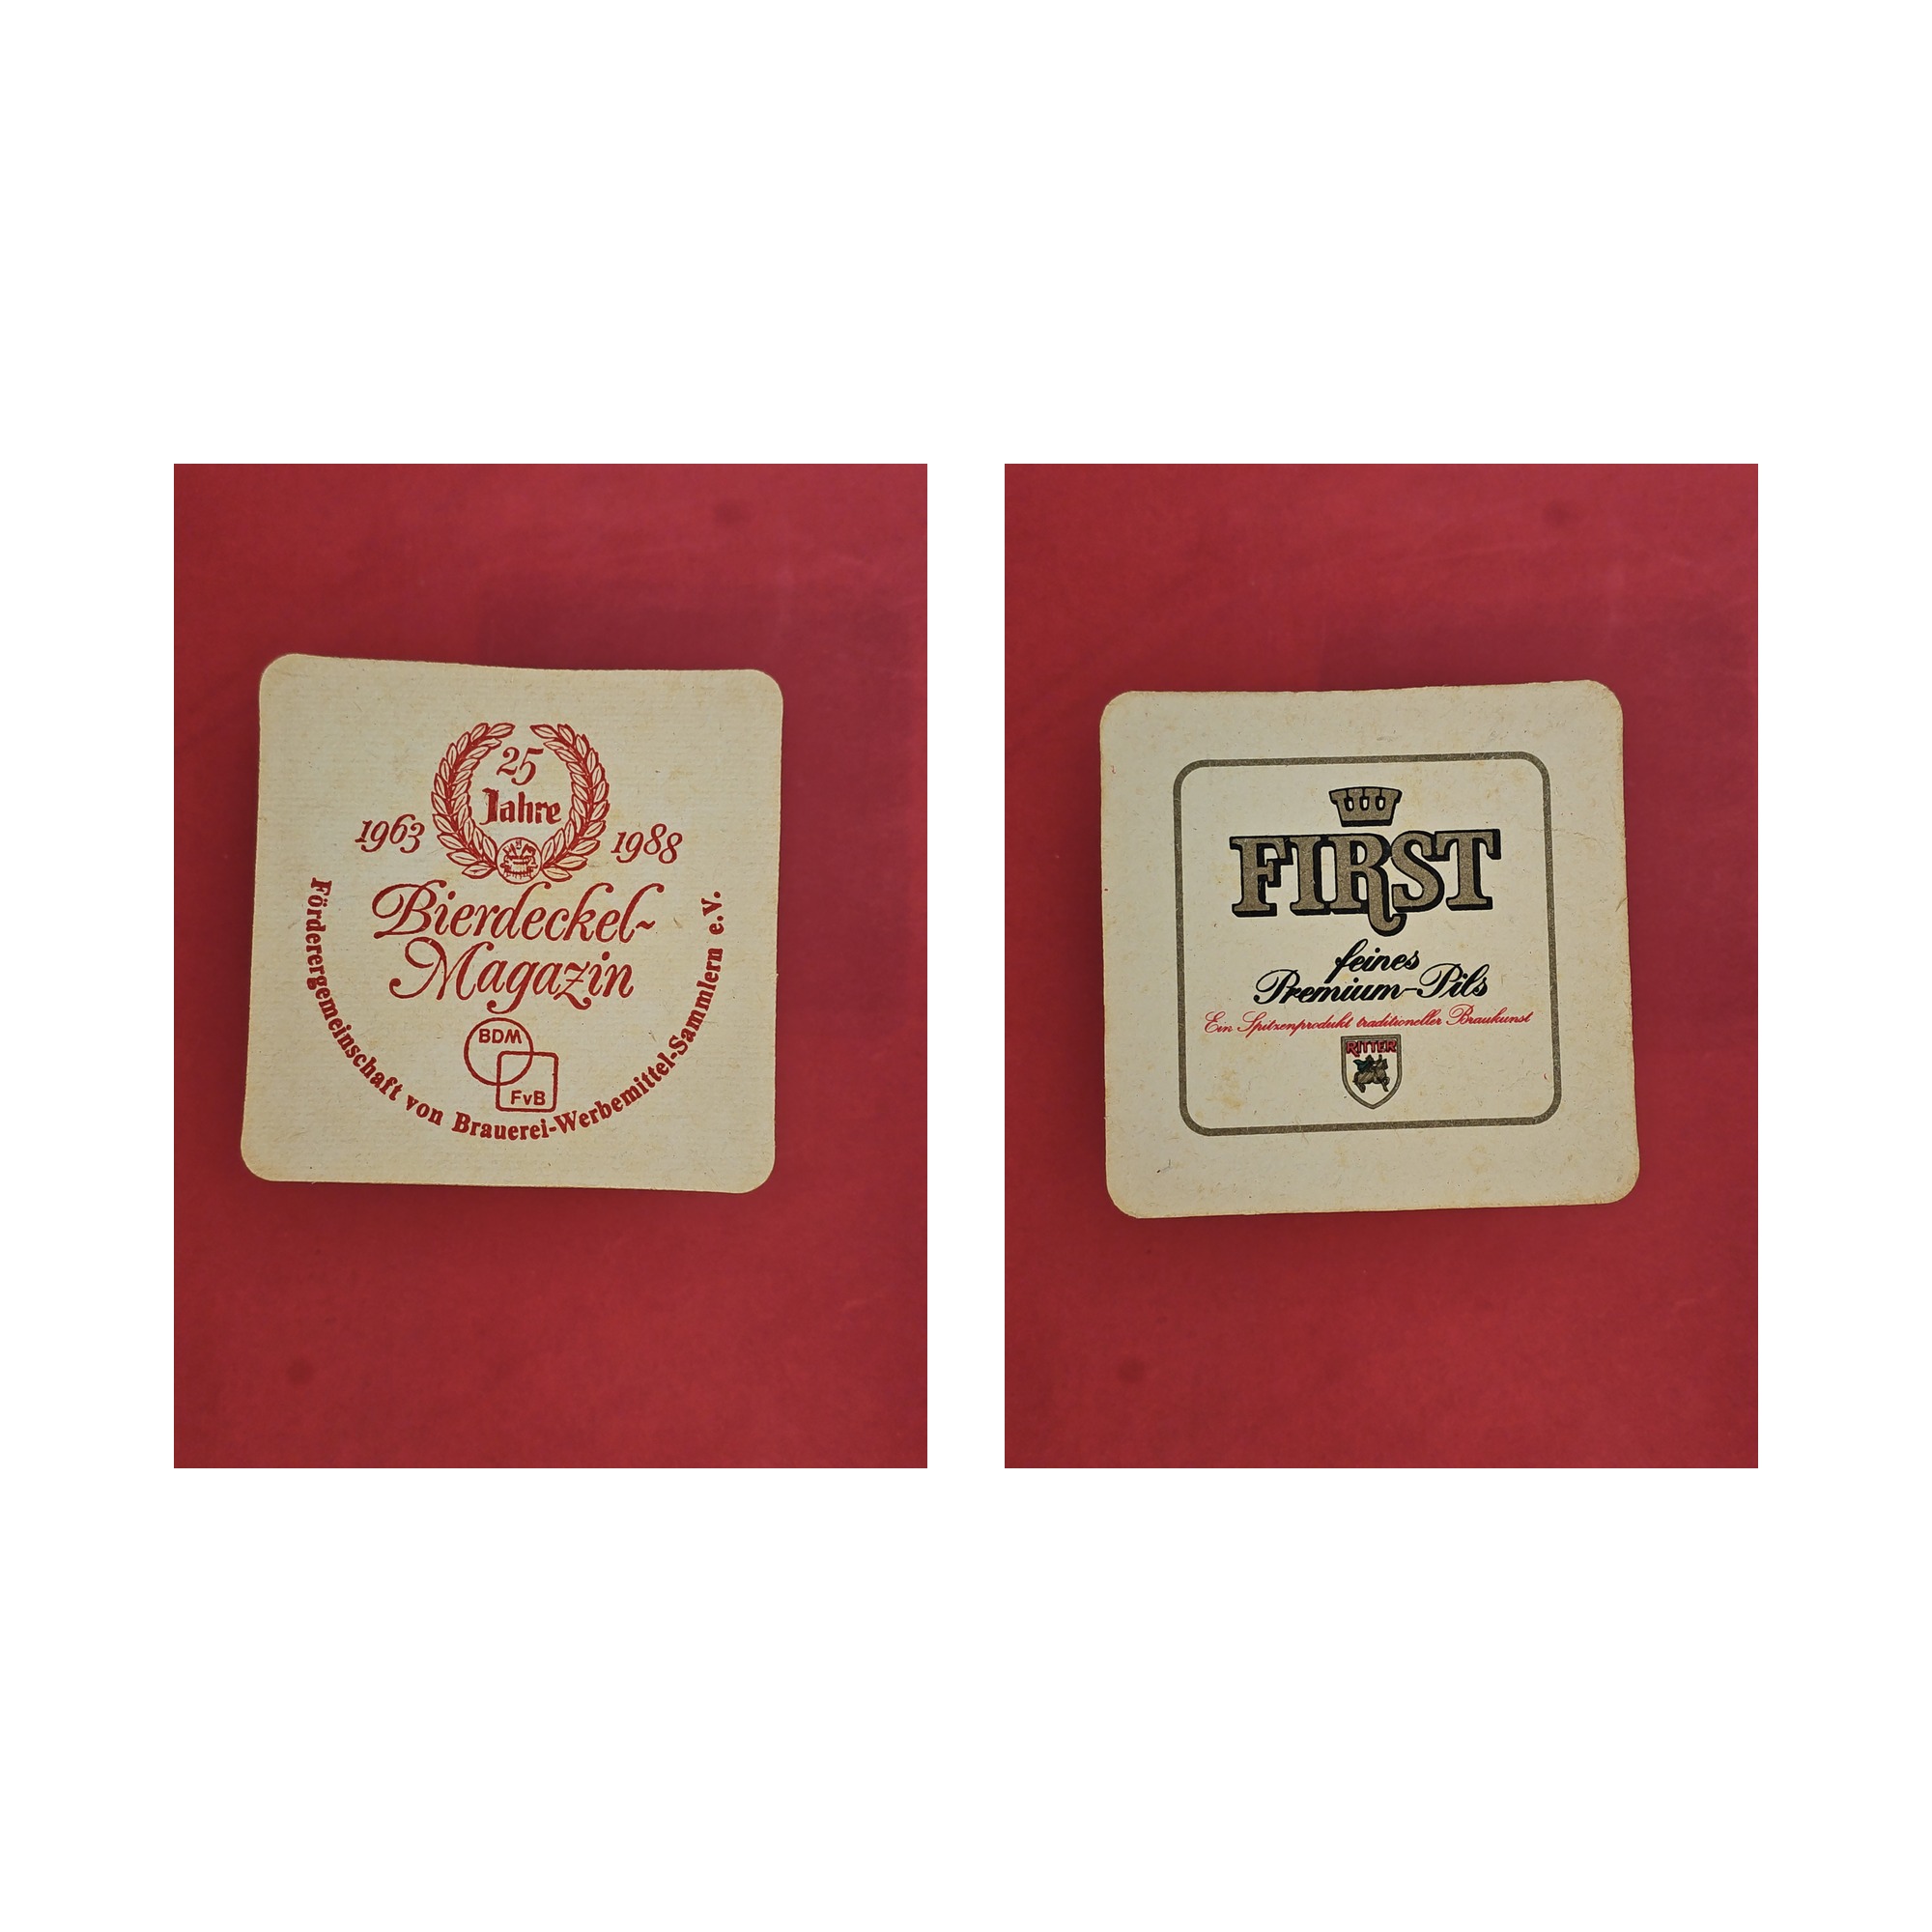 25
Jahre
1963 1988
Bierdeckel-
Magazin
BDM
FvB
Förderergemeinschaft von Brauerei-Werbemittel-Sammlern e.V.
FIRST
feines
Premium-Pils
Ein Spitzenprodukt traditioneller Braukunst
RITTER